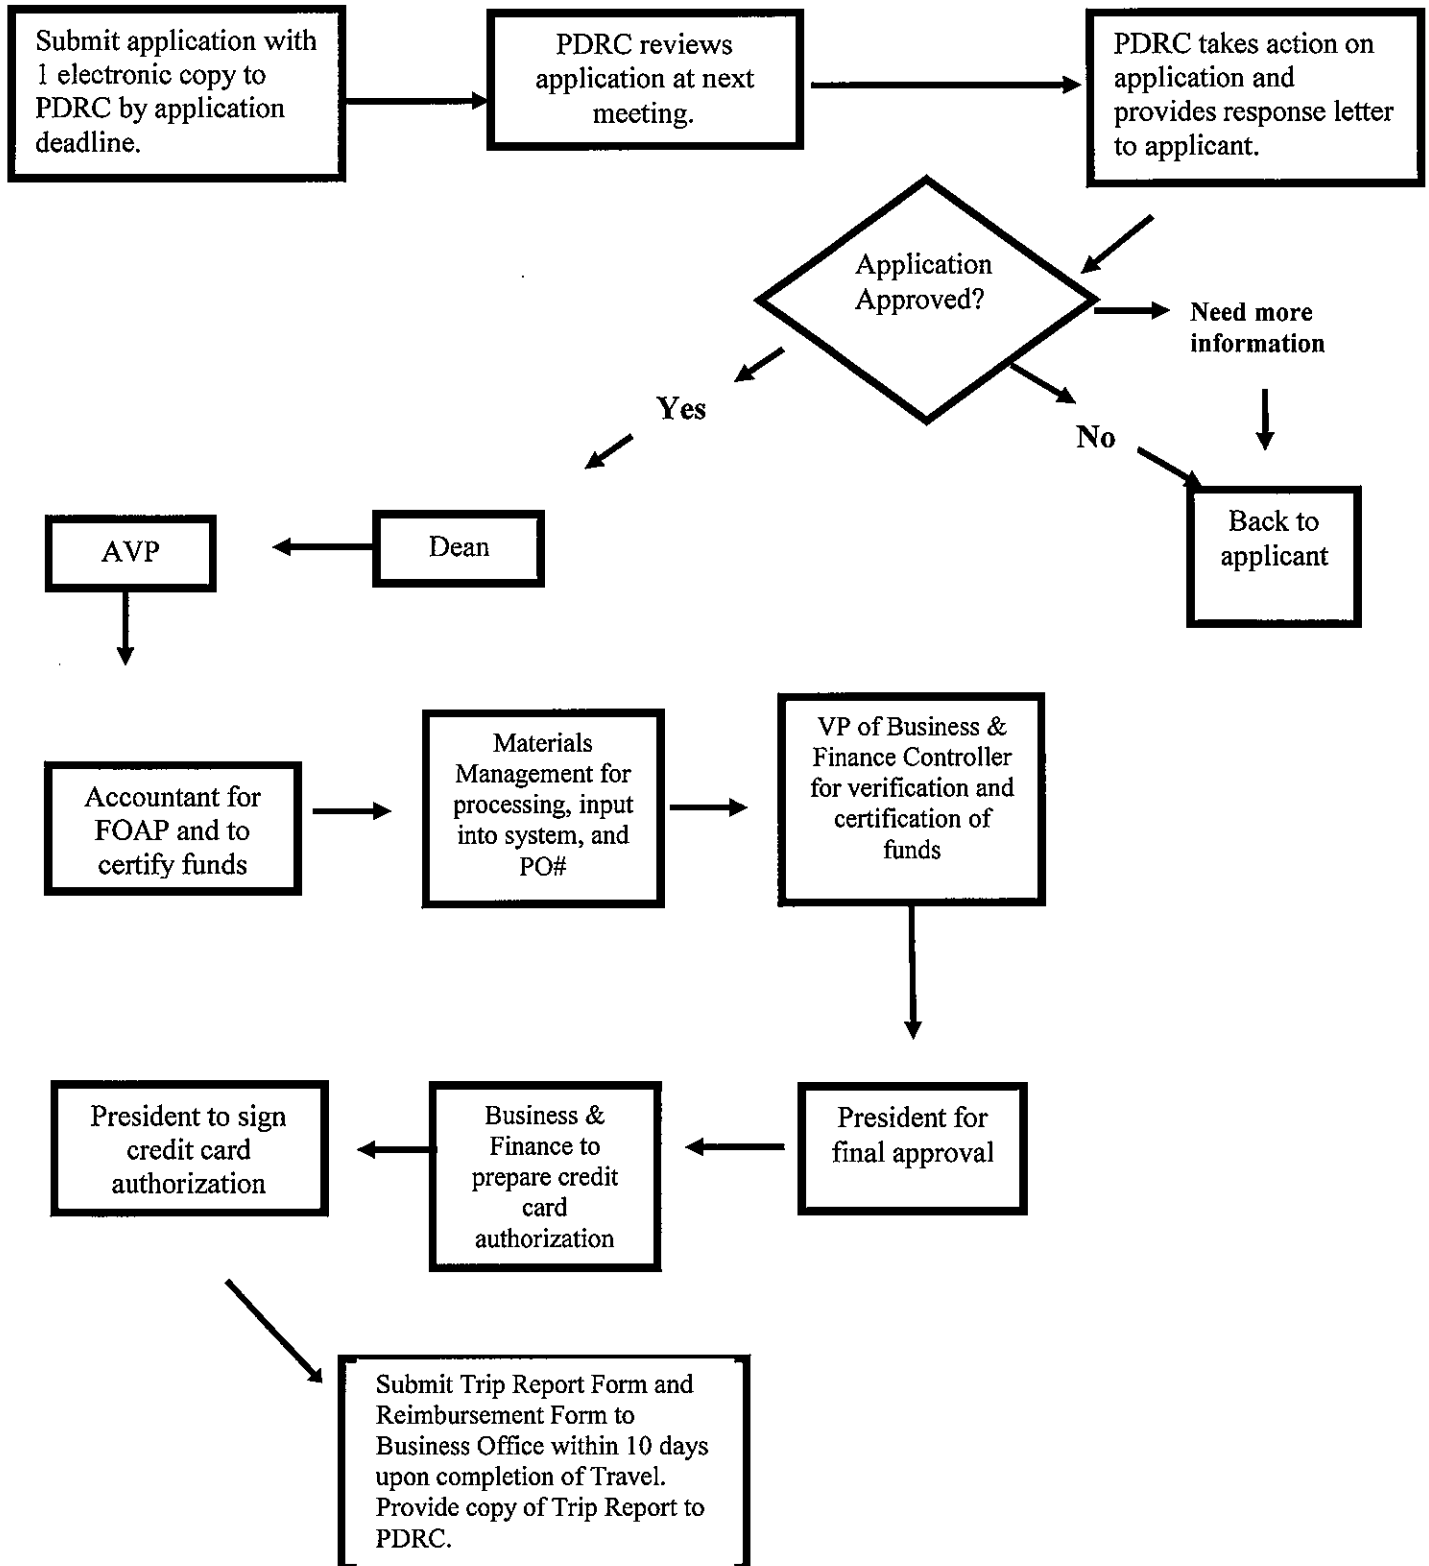 Submit application with
1 electronic copy to
PDRC by application
deadline.
PDRC reviews
application at next
meeting.
PDRC takes action on
application and
provides response letter
to applicant.
Application
Approved?
Need more
information
Yes
No
Back to
applicant
Dean
AVP
Accountant for
FOAP and to
certify funds
Materials
Management for
processing, input
into system, and
PO#
VP of Business &
Finance Controller
for verification and
certification of
funds
President for
final approval
Business &
Finance to
prepare credit
card
authorization
President to sign
credit card
authorization
Submit Trip Report Form and
Reimbursement Form to
Business Office within 10 days
upon completion of Travel.
Provide copy of Trip Report to
PDRC.